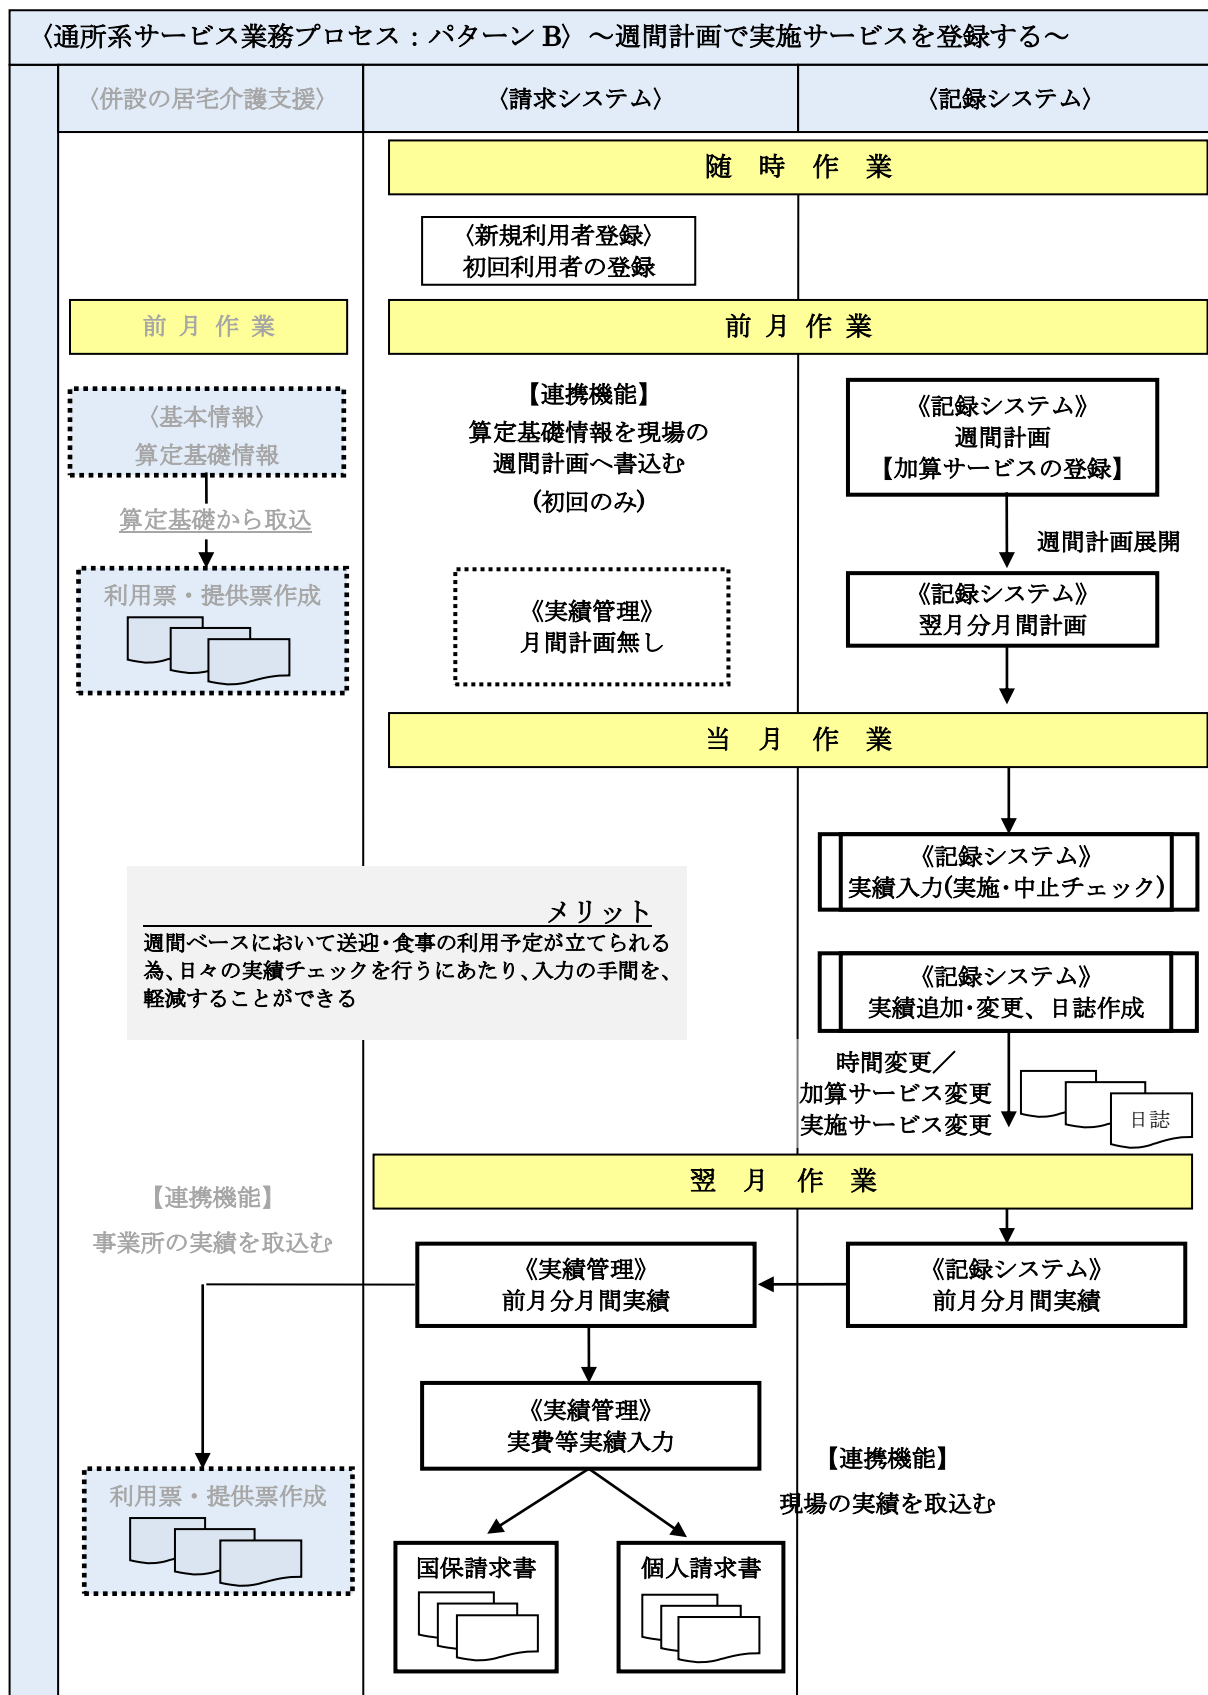 〈通所系サービス業務プロセス：パターン B〉～週間計画で実施サービスを登録する～
〈併設の居宅介護支援〉
〈請求システム〉
〈記録システム〉
随　時　作　業
〈新規利用者登録〉
初回利用者の登録
前 月 作 業
前 月 作 業
〈基本情報〉
算定基礎情報
算定基礎から取込
利用票・提供票作成
【連携機能】
算定基礎情報を現場の
週間計画へ書込む
(初回のみ)
《実績管理》
月間計画無し
《記録システム》
週間計画
【加算サービスの登録】
週間計画展開
《記録システム》
翌月分月間計画
当　月　作　業
《記録システム》
実績入力(実施・中止チェック)
メリット
週間ベースにおいて送迎・食事の利用予定が立てられる
為、日々の実績チェックを行うにあたり、入力の手間を、
軽減することができる
《記録システム》
実績追加・変更、日誌作成
時間変更／
加算サービス変更
実施サービス変更
日誌
翌　月　作　業
【連携機能】
事業所の実績を取込む
《実績管理》
前月分月間実績
《記録システム》
前月分月間実績
《実績管理》
実費等実績入力
【連携機能】
現場の実績を取込む
利用票・提供票作成
国保請求書
個人請求書